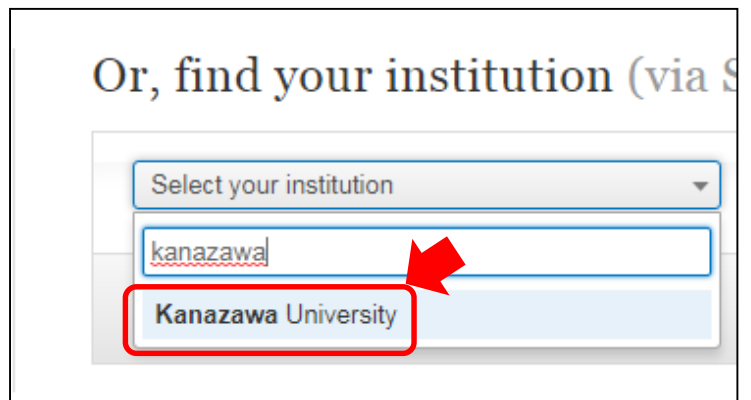 Or, find your institution (via S
Select your institution
kanazawa
Kanazawa University